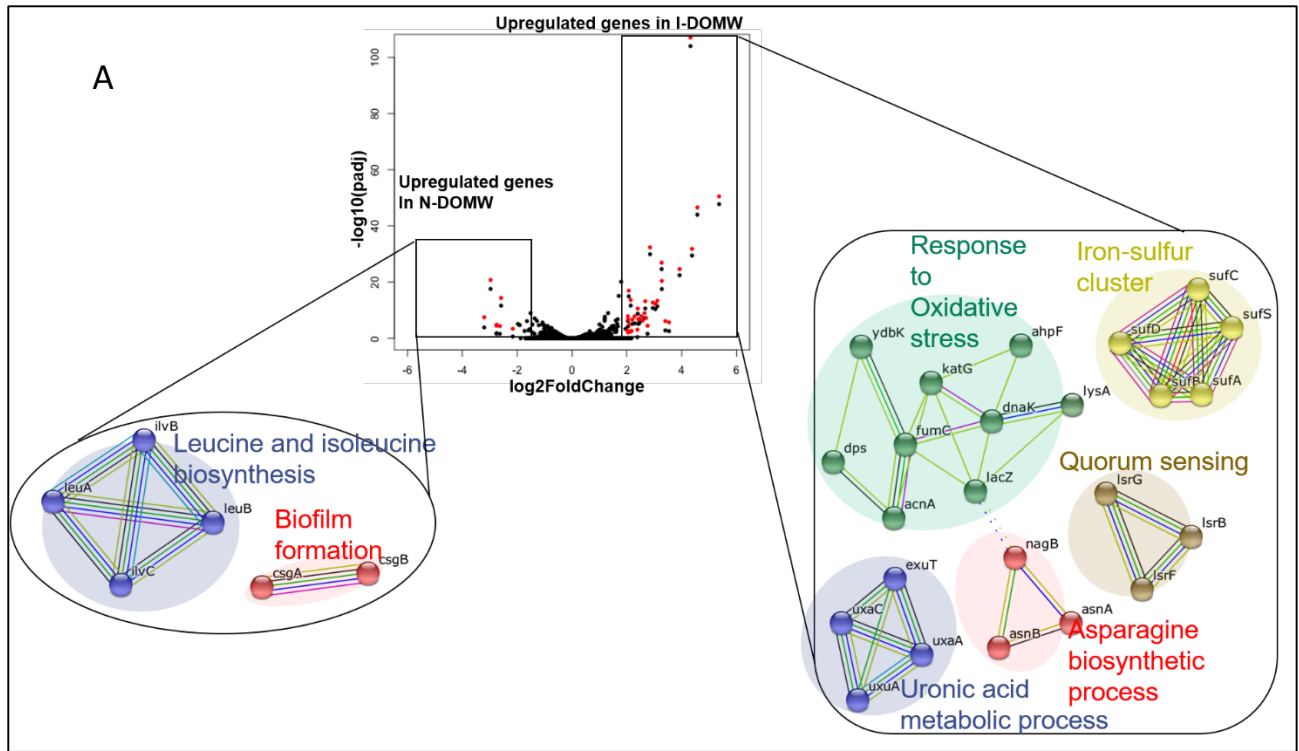 Upregulated genes in I-DOMW
A
100
80
60
40
20
0
-log10(padj)
Upregulated genes
In N-DOMW
-6
-4
-2
0
2
4
6
log2FoldChange
ilvB
Leucine and isoleucine
biosynthesis
leuA
leuB
ilvC
Biofilm
formation
csgA
csgB
Response
to
Oxidative
stress
ydbK
ahpF
katG
dnaK
lysA
fumC
dps
lacZ
acnA
Iron-sulfur
cluster
sufC
sufS
sufD
sufB
sufA
Quorum sensing
lsrG
lsrB
lsrF
nagB
asnA
asnB
Asparagine
biosynthetic
process
exuT
uxaC
uxaA
uxuA
Uronic acid
metabolic process